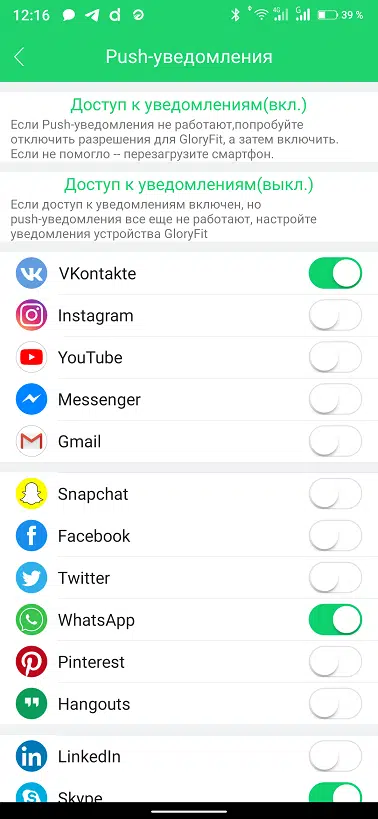 12:16
4G
G
39 %
Push-уведомления
Доступ к уведомлениям(вкл.)
Если Push-уведомления не работают,попробуйте
отключить разрешения для GloryFit, а затем включить.
Если не помогло -- перезагрузите смартфон.
Доступ к уведомлениям(выкл.)
Если доступ к уведомлениям включен, но
push-уведомления все еще не работают, настройте
уведомления устройства GloryFit
VKontakte
Instagram
YouTube
Messenger
Gmail
Snapchat
Facebook
Twitter
WhatsApp
Pinterest
Hangouts
LinkedIn
Skype